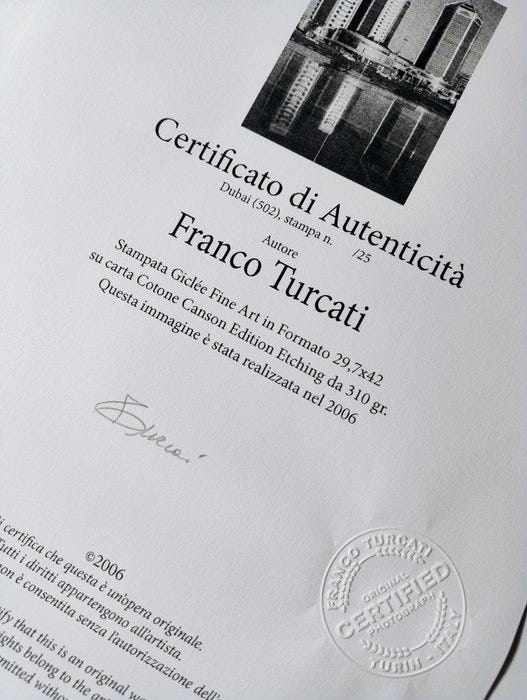 Certificato di Autenticità
Dubai (502), stampa n. /25
Autore
Franco Turcati
Stampata Giclée Fine Art in Formato 29,7x42
su carta Cotone Canson Edition Etching da 310 gr.
Questa immagine è stata realizzata nel 2006
©2006
certifica che questa è un'opera originale.
Tutti i diritti appartengono all'artista.
non è consentita senza l'autorizzazione
that this is an original
belong to the
without
FRANCO TURCATI
ORIGINAL
CERTIFIED
PHOTOGRAPH
TURIN - ITALY